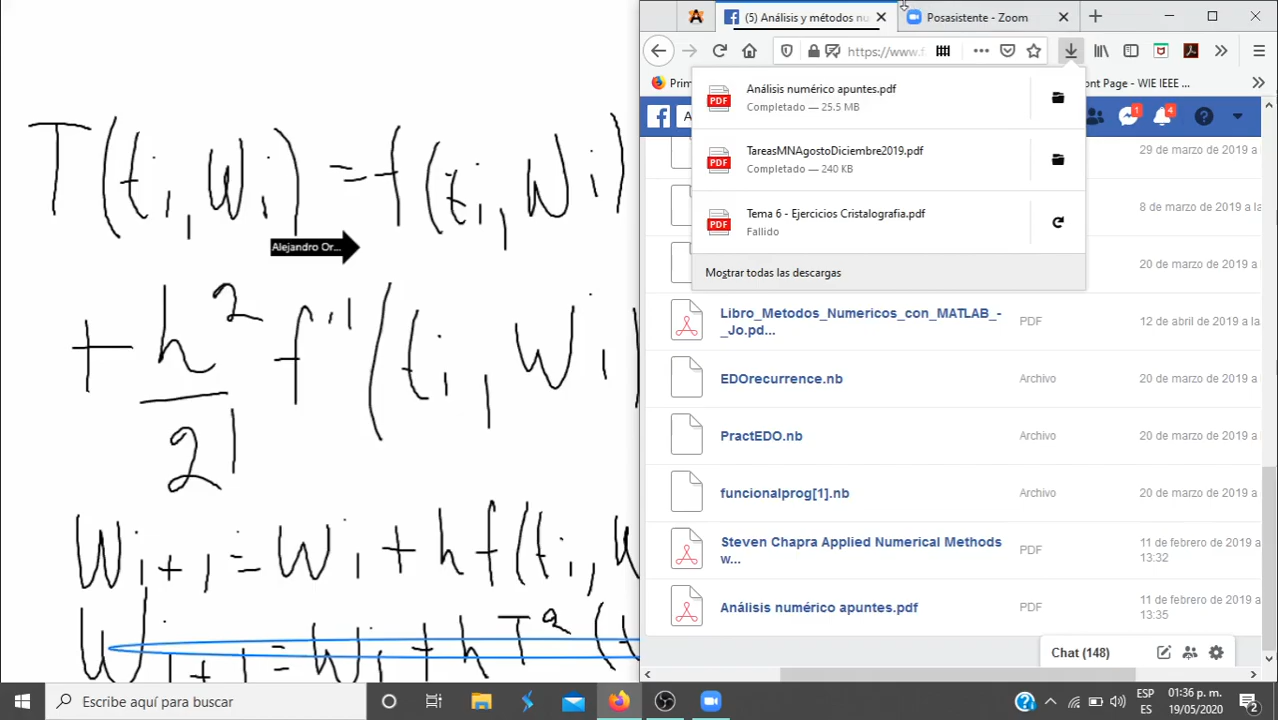 T(ti,Wi) = f(ti,Wi)
Alejandro Or...
+ h²/2! f''(ti,Wi)
Wi+1 = Wi + hf(ti,W
Wi+1 = Wi + hT²(t
(5) Análisis y métodos nu
Posasistente - Zoom
https://www.f
Prim
ont Page - WIE IEEE ...
Análisis numérico apuntes.pdf
Completado — 25.5 MB
TareasMNAgostoDiciembre2019.pdf
Completado — 240 KB
Tema 6 - Ejercicios Cristalografia.pdf
Fallido
Mostrar todas las descargas
A
1
4
29 de marzo de 2019 a
8 de marzo de 2019 a
20 de marzo de 2019 a
Libro_Metodos_Numericos_con_MATLAB_-
_Jo.pd... PDF 12 de abril de 2019 a la
EDOrecurrence.nb Archivo 20 de marzo de 2019 a
PractEDO.nb Archivo 20 de marzo de 2019 a
funcionalprog[1].nb Archivo 20 de marzo de 2019 a
Steven Chapra Applied Numerical Methods
w... PDF 11 de febrero de 2019 a
13:32
Análisis numérico apuntes.pdf PDF 11 de febrero de 2019 a
13:35
Chat (148)
Escribe aquí para buscar
ESP 01:36 p. m.
ES 19/05/2020
2